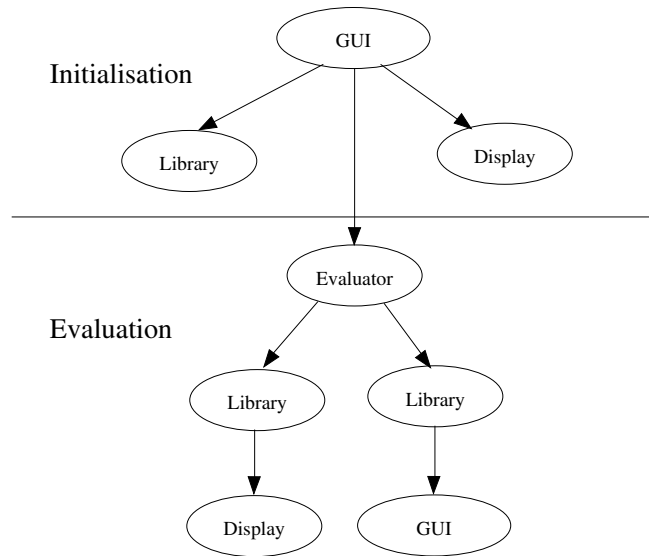 GUI
Initialisation
Library
Display
Evaluator
Evaluation
Library
Library
Display
GUI